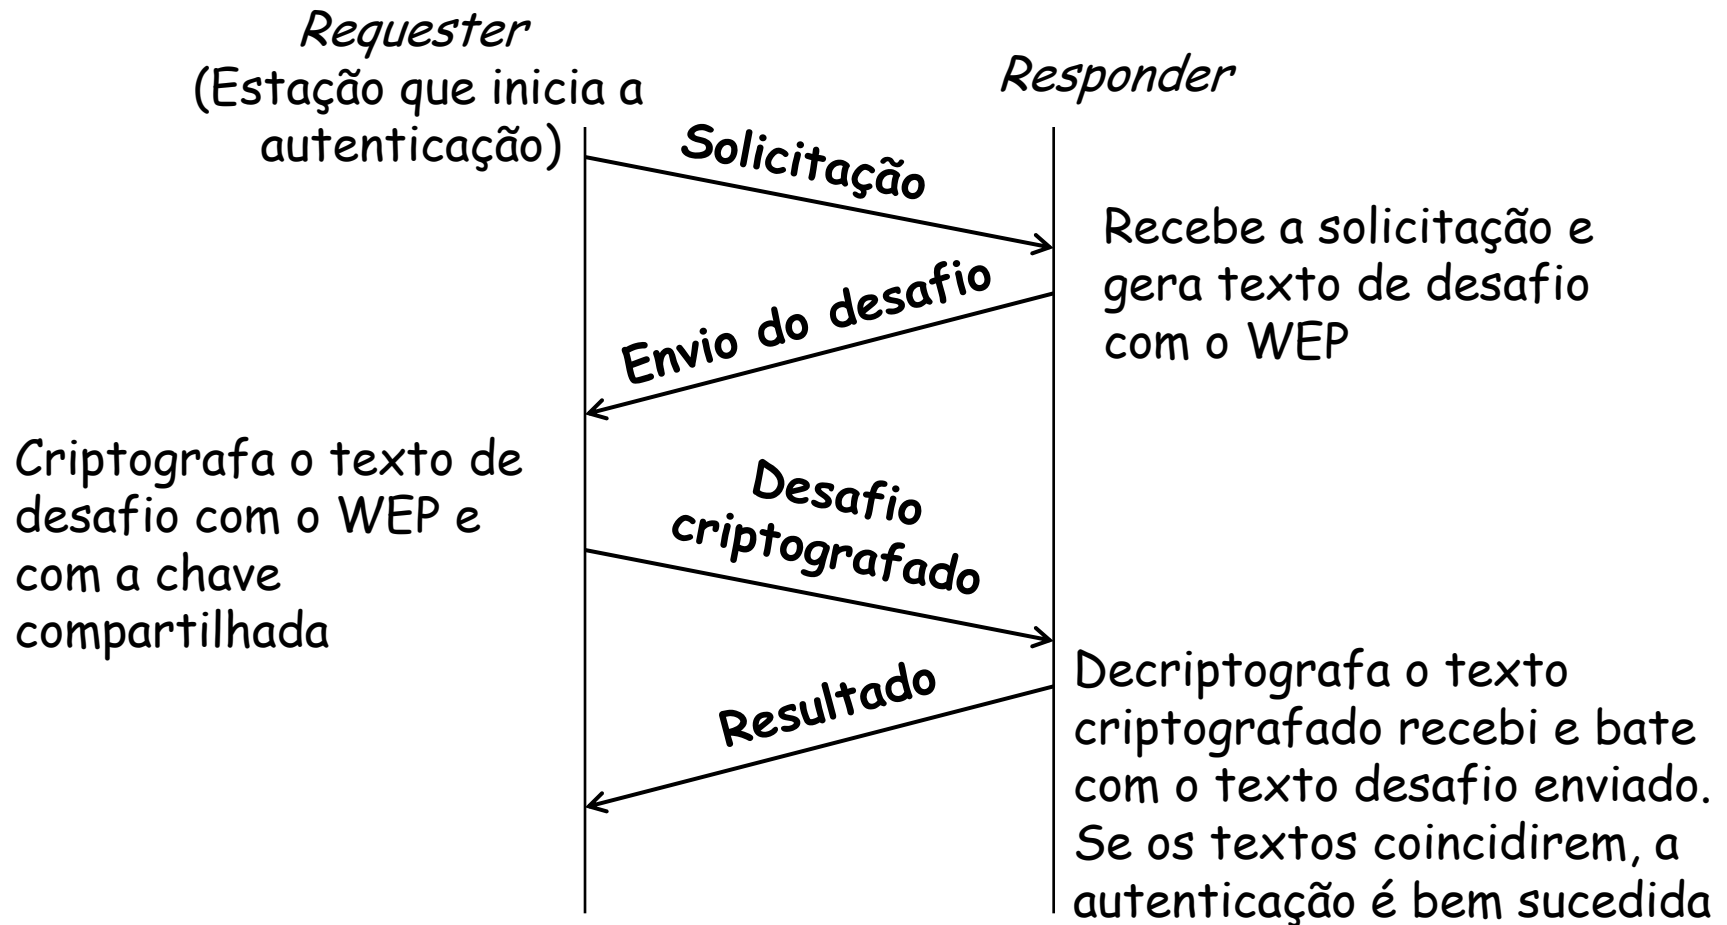 Requester
(Estação que inicia a
autenticação)
Responder
Solicitação
Recebe a solicitação e
gera texto de desafio
com o WEP
Envio do desafio
Criptografa o texto de
desafio com o WEP e
com a chave
compartilhada
Desafio
criptografado
Resultado
Decriptografa o texto
criptografado recebi e bate
com o texto desafio enviado.
Se os textos coincidirem, a
autenticação é bem sucedida